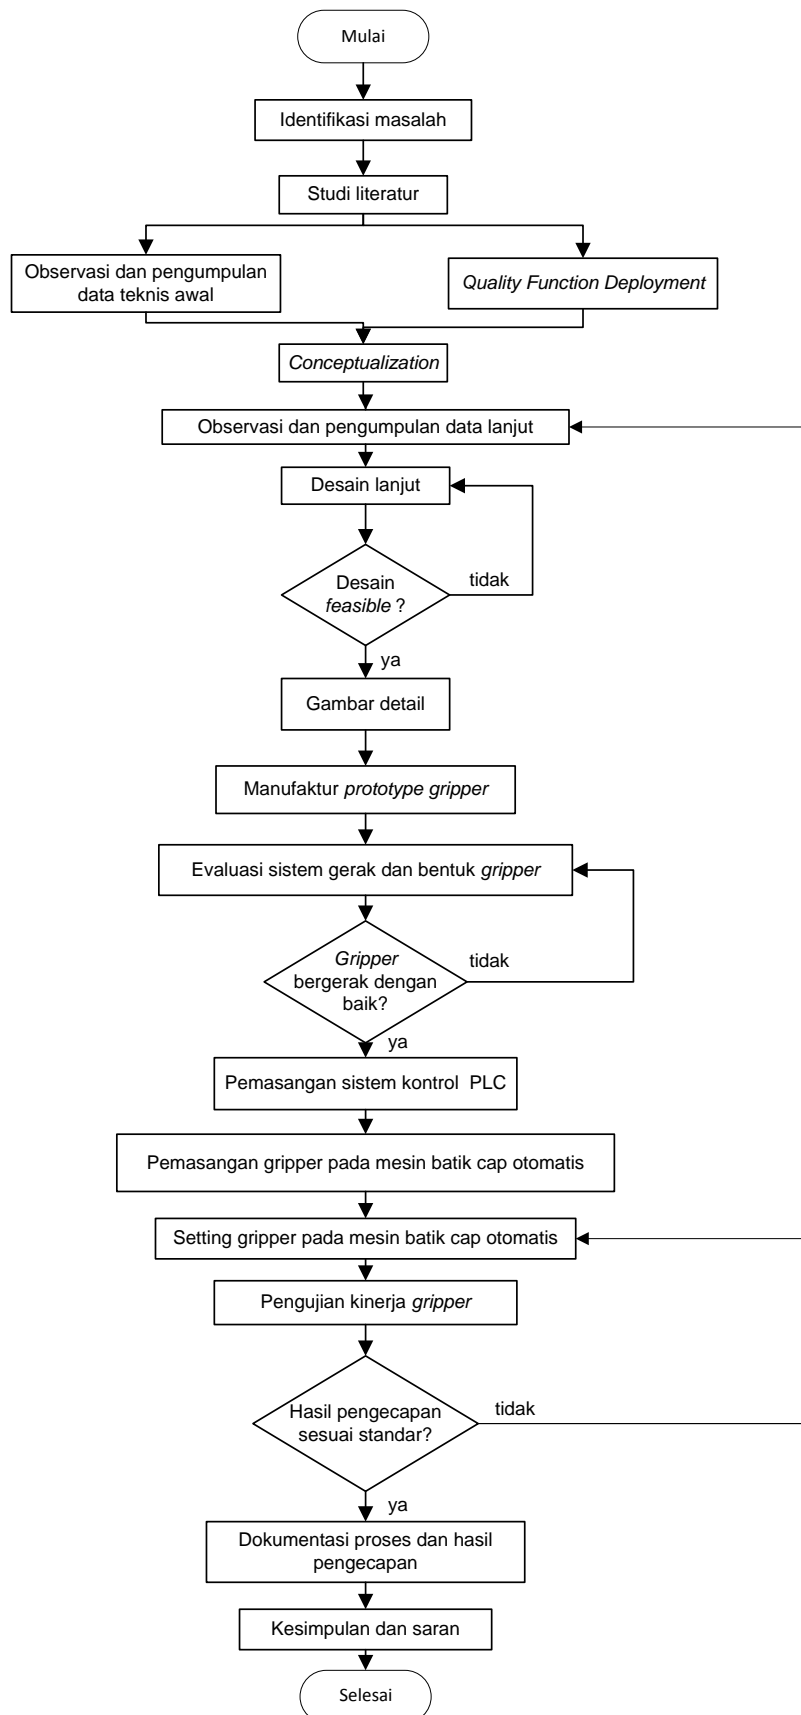 Mulai
Identifikasi masalah
Studi literatur
Observasi dan pengumpulan
data teknis awal
Quality Function Deployment
Conceptualization
Observasi dan pengumpulan data lanjut
Desain lanjut
Desain
feasible ?
tidak
ya
Gambar detail
Manufaktur prototype gripper
Evaluasi sistem gerak dan bentuk gripper
Gripper
bergerak dengan
baik?
tidak
ya
Pemasangan sistem kontrol PLC
Pemasangan gripper pada mesin batik cap otomatis
Setting gripper pada mesin batik cap otomatis
Pengujian kinerja gripper
Hasil pengecapan
sesuai standar?
tidak
ya
Dokumentasi proses dan hasil
pengecapan
Kesimpulan dan saran
Selesai